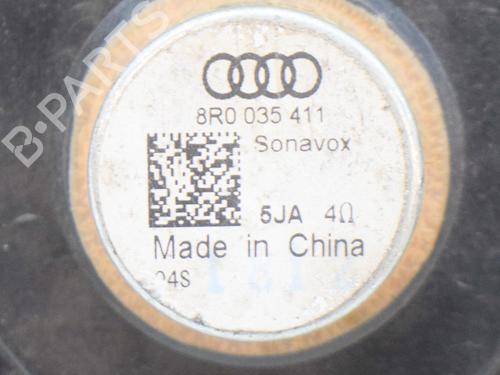 B-PARTS
8R0 035 411
Sonavox
5JA 4Ω
Made in China
04S